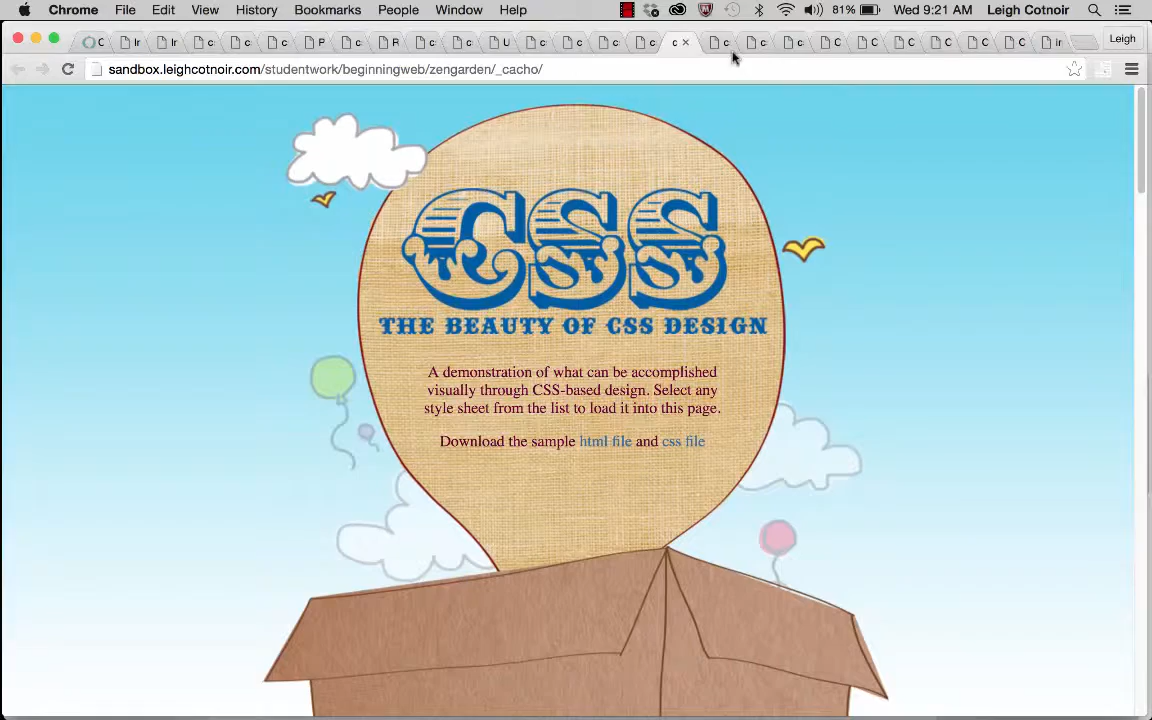 Chrome File Edit View History Bookmarks People Window Help 81% Wed 9:21 AM Leigh Cotnoir
C Ir Ir c c c P c R c c U c c c c c c c c C C C C C C in Leigh
sandbox.leighcotnoir.com/studentwork/beginningweb/zengarden/_cacho/
CSS
THE BEAUTY OF CSS DESIGN
A demonstration of what can be accomplished
visually through CSS-based design. Select any
style sheet from the list to load it into this page.
Download the sample html file and css file